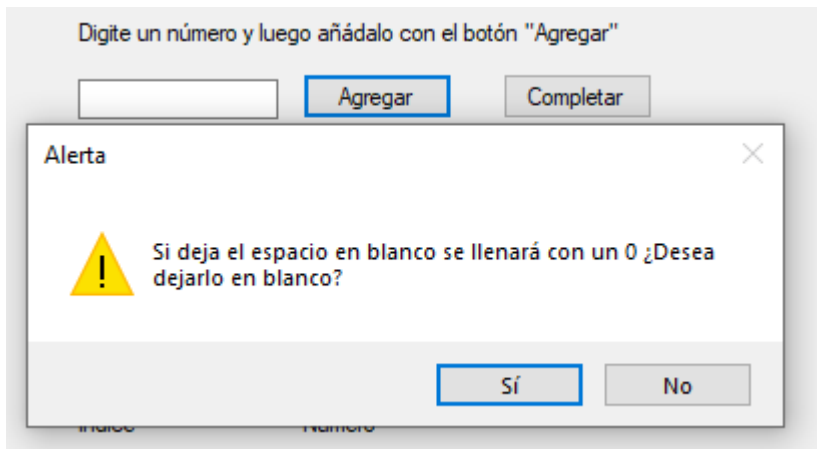 Digite un número y luego añádalo con el botón "Agregar"
Agregar Completar
Alerta
Si deja el espacio en blanco se llenará con un 0 ¿Desea
dejarlo en blanco?
Sí No